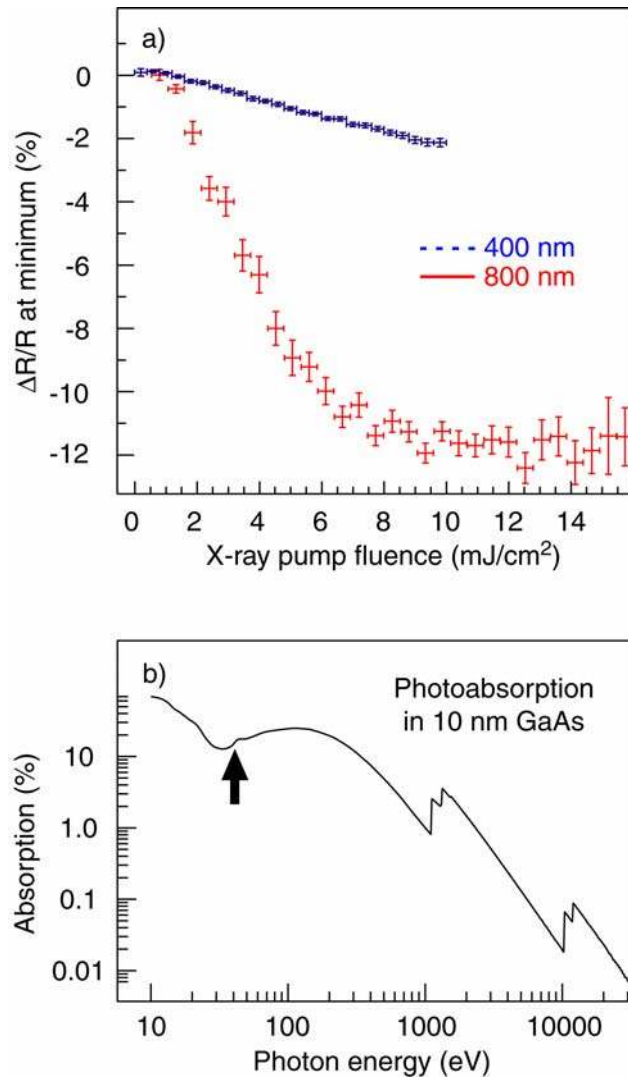 a)
0
-2
-4
-6
-8
-10
-12
ΔR/R at minimum (%)
400 nm
800 nm
0 2 4 6 8 10 12 14
X-ray pump fluence (mJ/cm²)
b)
Photoabsorption
in 10 nm GaAs
10
1.0
0.1
0.01
Absorption (%)
10 100 1000 10000
Photon energy (eV)